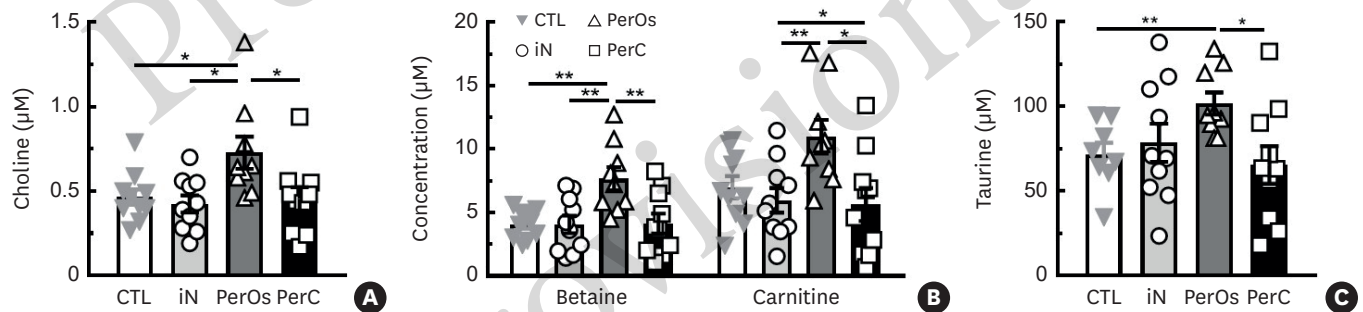 1.5
1.0
0.5
0
Choline (μM)
*
*
*
CTL iN PerOs PerC
A
20
15
10
5
0
Concentration (μM)
CTL PerOs
iN PerC
**
**
**
*
**
*
Betaine Carnitine
B
150
100
50
0
Taurine (μM)
**
*
CTL iN PerOs PerC
C